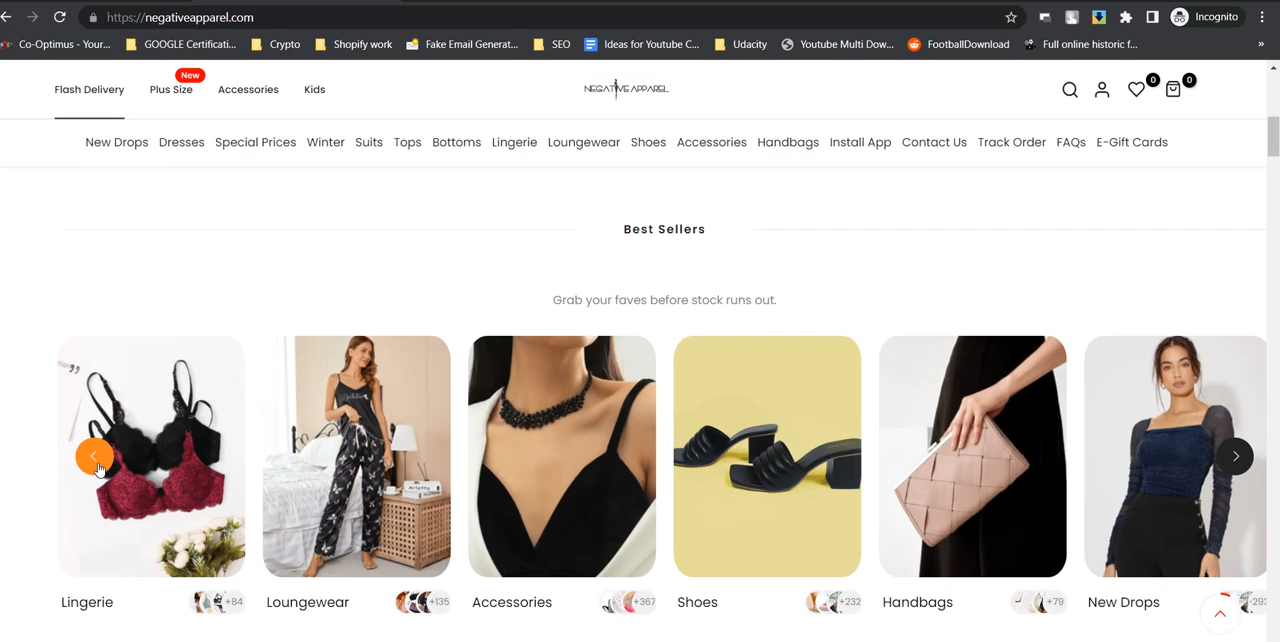 https://negativeapparel.com
Incognito
Co-Optimus - Your...
GOOGLE Certificati...
Crypto
Shopify work
Fake Email Generat...
SEO
Ideas for Youtube C...
Udacity
Youtube Multi Dow...
FootballDownload
Full online historic f...
»
New
Flash Delivery
Plus Size
Accessories
Kids
NEGATIVE APPAREL
0
0
New Drops
Dresses
Special Prices
Winter
Suits
Tops
Bottoms
Lingerie
Loungewear
Shoes
Accessories
Handbags
Install App
Contact Us
Track Order
FAQs
E-Gift Cards
Best Sellers
Grab your faves before stock runs out.
Lingerie
+84
Loungewear
+135
Accessories
+367
Shoes
+232
Handbags
+79
New Drops